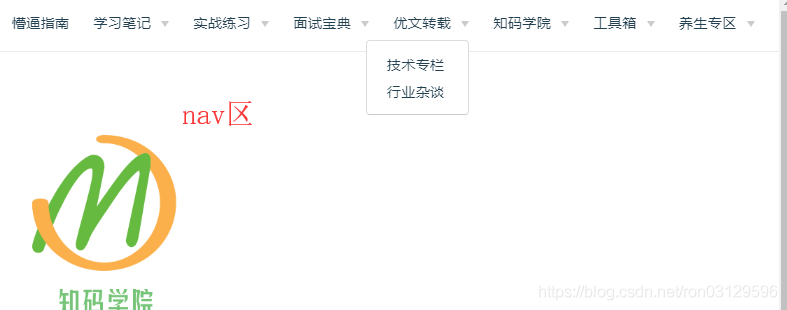 懵逼指南 学习笔记 实战练习 面试宝典 优文转载 知码学院 工具箱 养生专区
技术专栏
行业杂谈
nav区
知码学院
https://blog.csdn.net/ron03129596